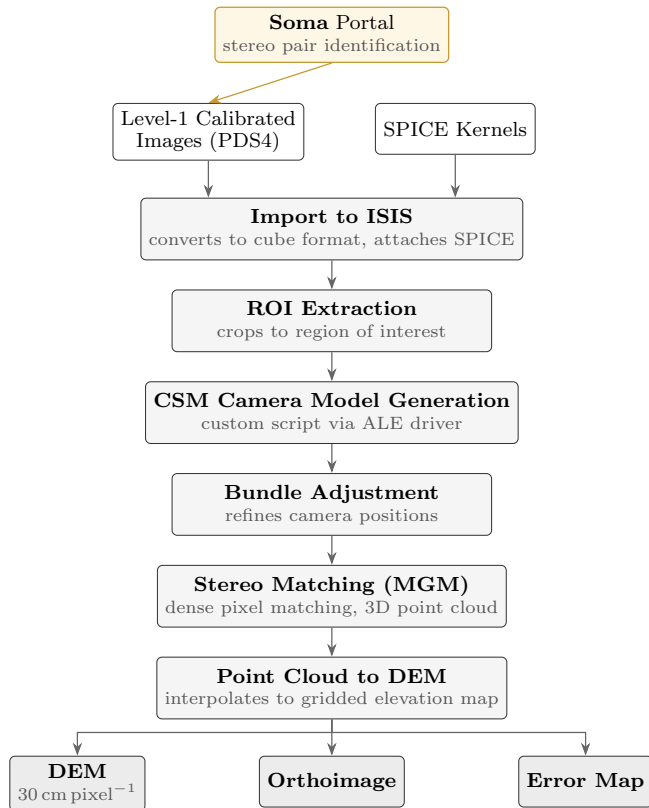 Soma Portal
stereo pair identification
Level-1 Calibrated
Images (PDS4)
SPICE Kernels
Import to ISIS
converts to cube format, attaches SPICE
ROI Extraction
crops to region of interest
CSM Camera Model Generation
custom script via ALE driver
Bundle Adjustment
refines camera positions
Stereo Matching (MGM)
dense pixel matching, 3D point cloud
Point Cloud to DEM
interpolates to gridded elevation map
DEM
30 cm pixel⁻¹
Orthoimage
Error Map